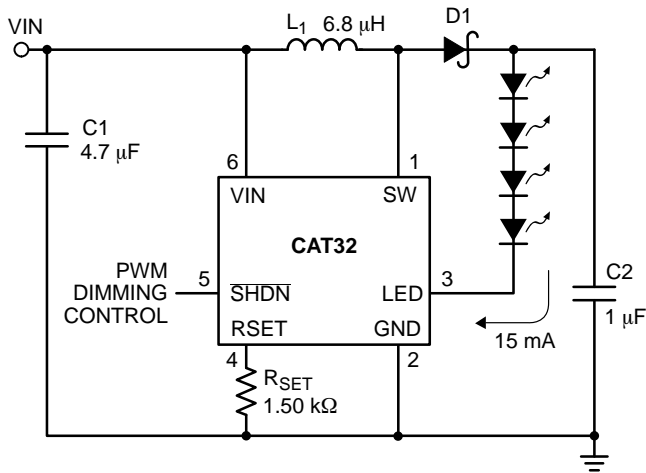 VIN
L1 6.8 μH
D1
C1
4.7 μF
6
1
VIN
SW
CAT32
PWM
DIMMING
CONTROL
5
SHDN
LED
3
RSET
GND
4
2
RSET
1.50 kΩ
15 mA
C2
1 μF